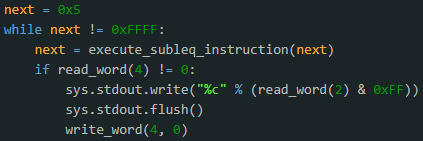 next = 0x5
while next != 0xFFFF:
    next = execute_subleq_instruction(next)
    if read_word(4) != 0:
        sys.stdout.write("%c" % (read_word(2) & 0xFF))
        sys.stdout.flush()
        write_word(4, 0)